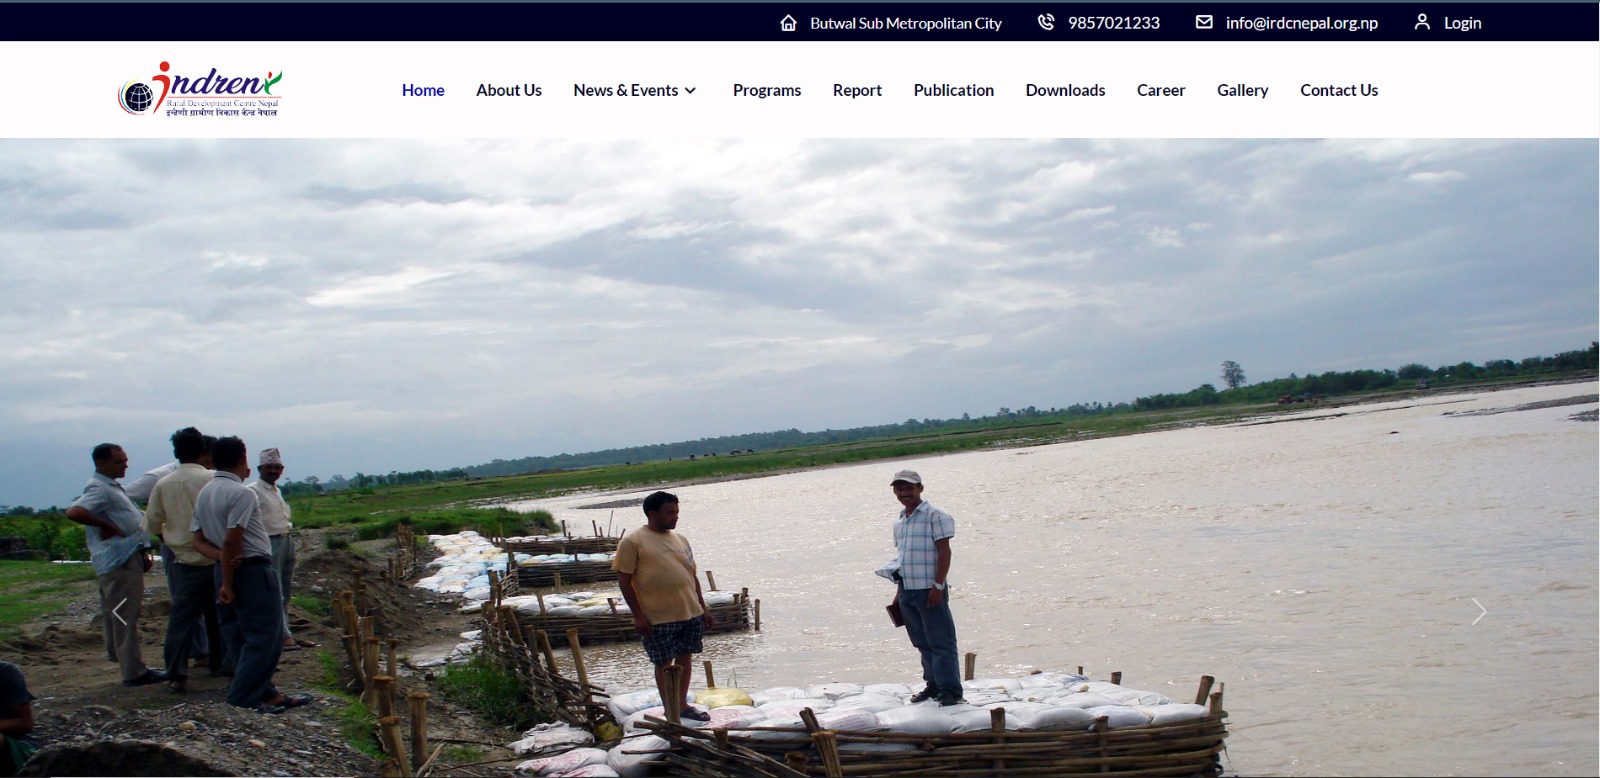 Butwal Sub Metropolitan City 9857021233 info@irdcnepal.org.np Login
Indreni
Rural Development Centre Nepal
इन्द्रेणी ग्रामीण विकास केन्द्र नेपाल
Home About Us News & Events Programs Report Publication Downloads Career Gallery Contact Us